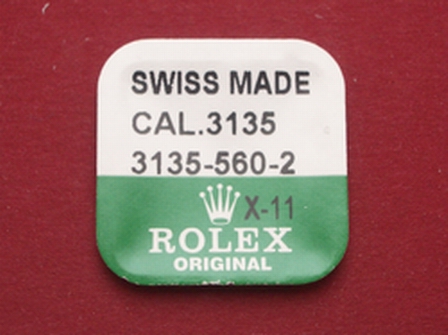 SWISS MADE
CAL.3135
3135-560-2
X-11
ROLEX
ORIGINAL